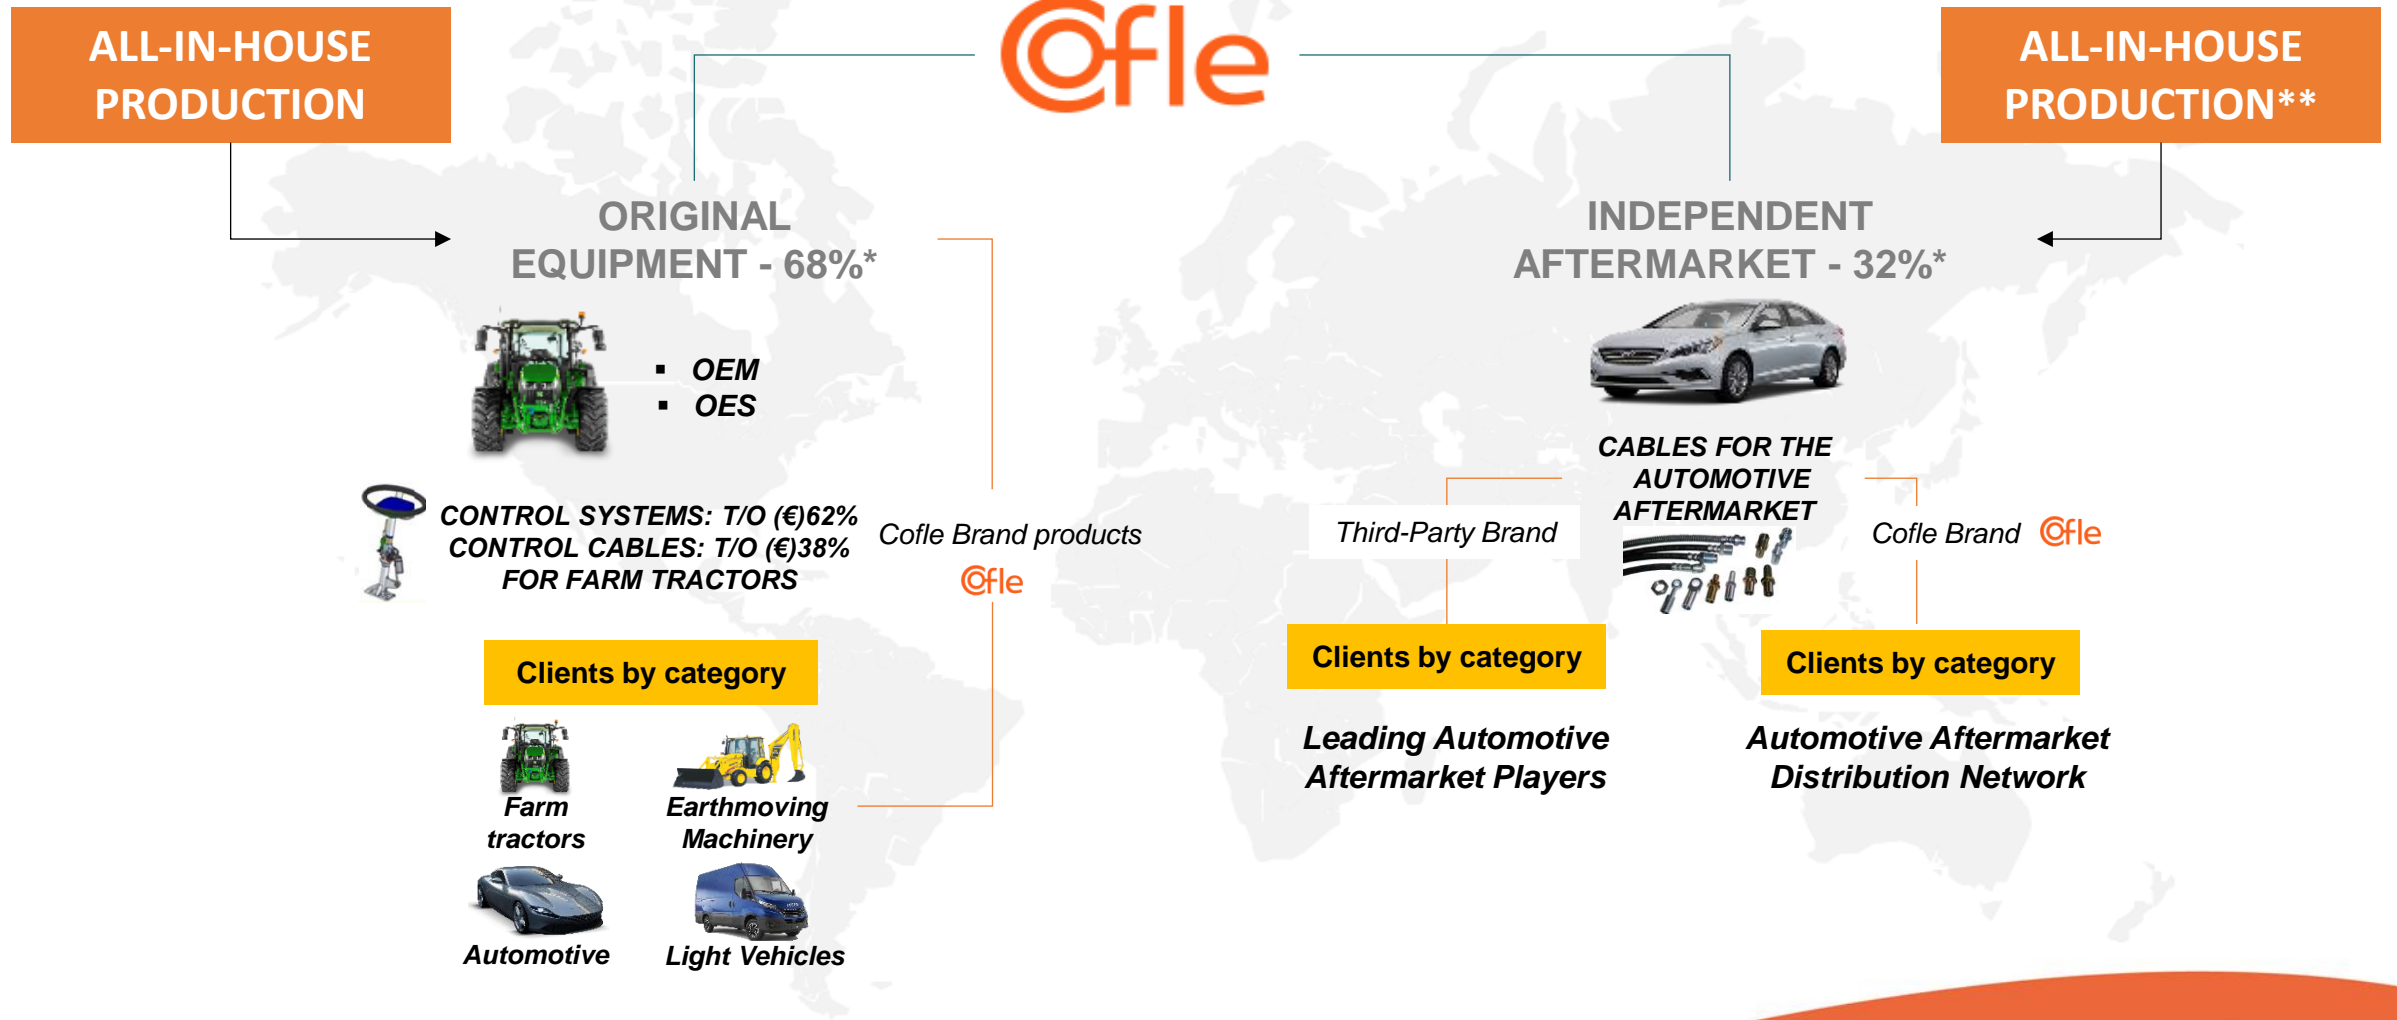 ALL-IN-HOUSE
PRODUCTION
Cofle
ALL-IN-HOUSE
PRODUCTION**
ORIGINAL
EQUIPMENT - 68%*
OEM
OES
CONTROL SYSTEMS: T/O (€)62%
CONTROL CABLES: T/O (€)38%
FOR FARM TRACTORS
Cofle Brand products
Cofle
Clients by category
Farm
tractors
Earthmoving
Machinery
Automotive
Light Vehicles
INDEPENDENT
AFTERMARKET - 32%*
CABLES FOR THE
AUTOMOTIVE
AFTERMARKET
Third-Party Brand
Cofle Brand
Cofle
Clients by category
Leading Automotive
Aftermarket Players
Clients by category
Automotive Aftermarket
Distribution Network